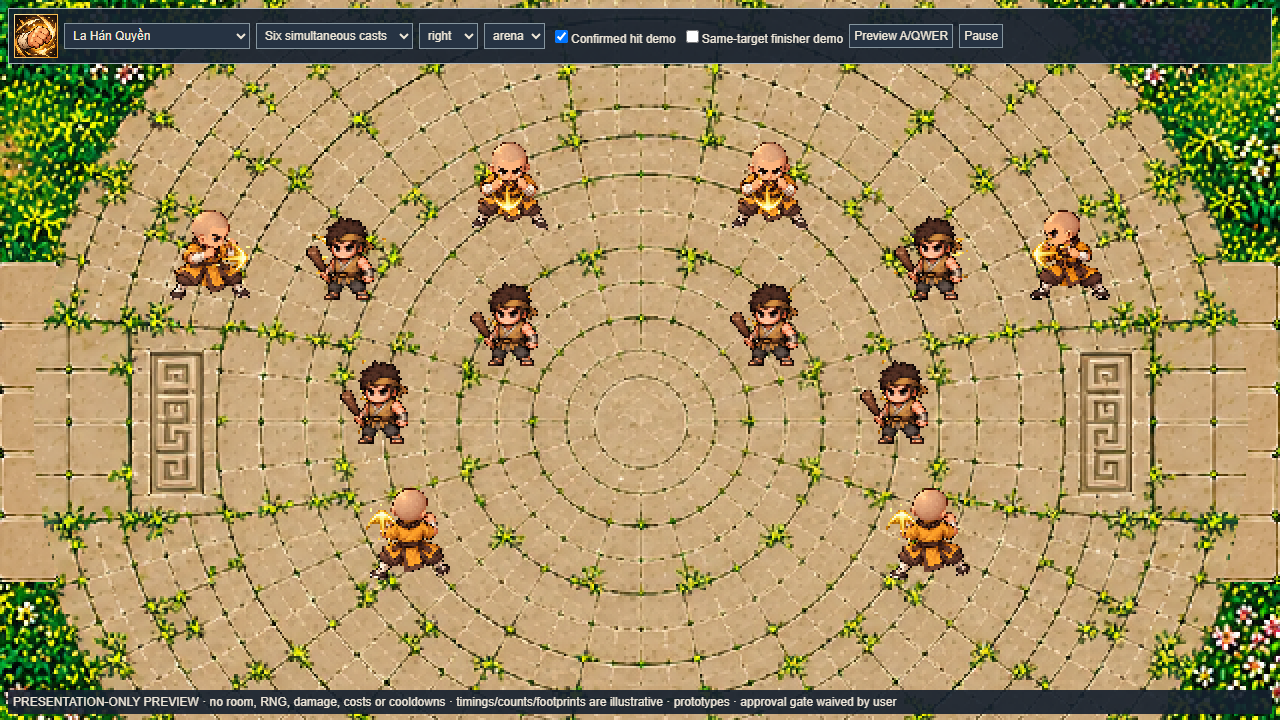 La Hán Quyền Six simultaneous casts right arena Confirmed hit demo Same-target finisher demo Preview A/QWER Pause
PRESENTATION-ONLY PREVIEW · no room, RNG, damage, costs or cooldowns · timings/counts/footprints are illustrative · prototypes · approval gate waived by user